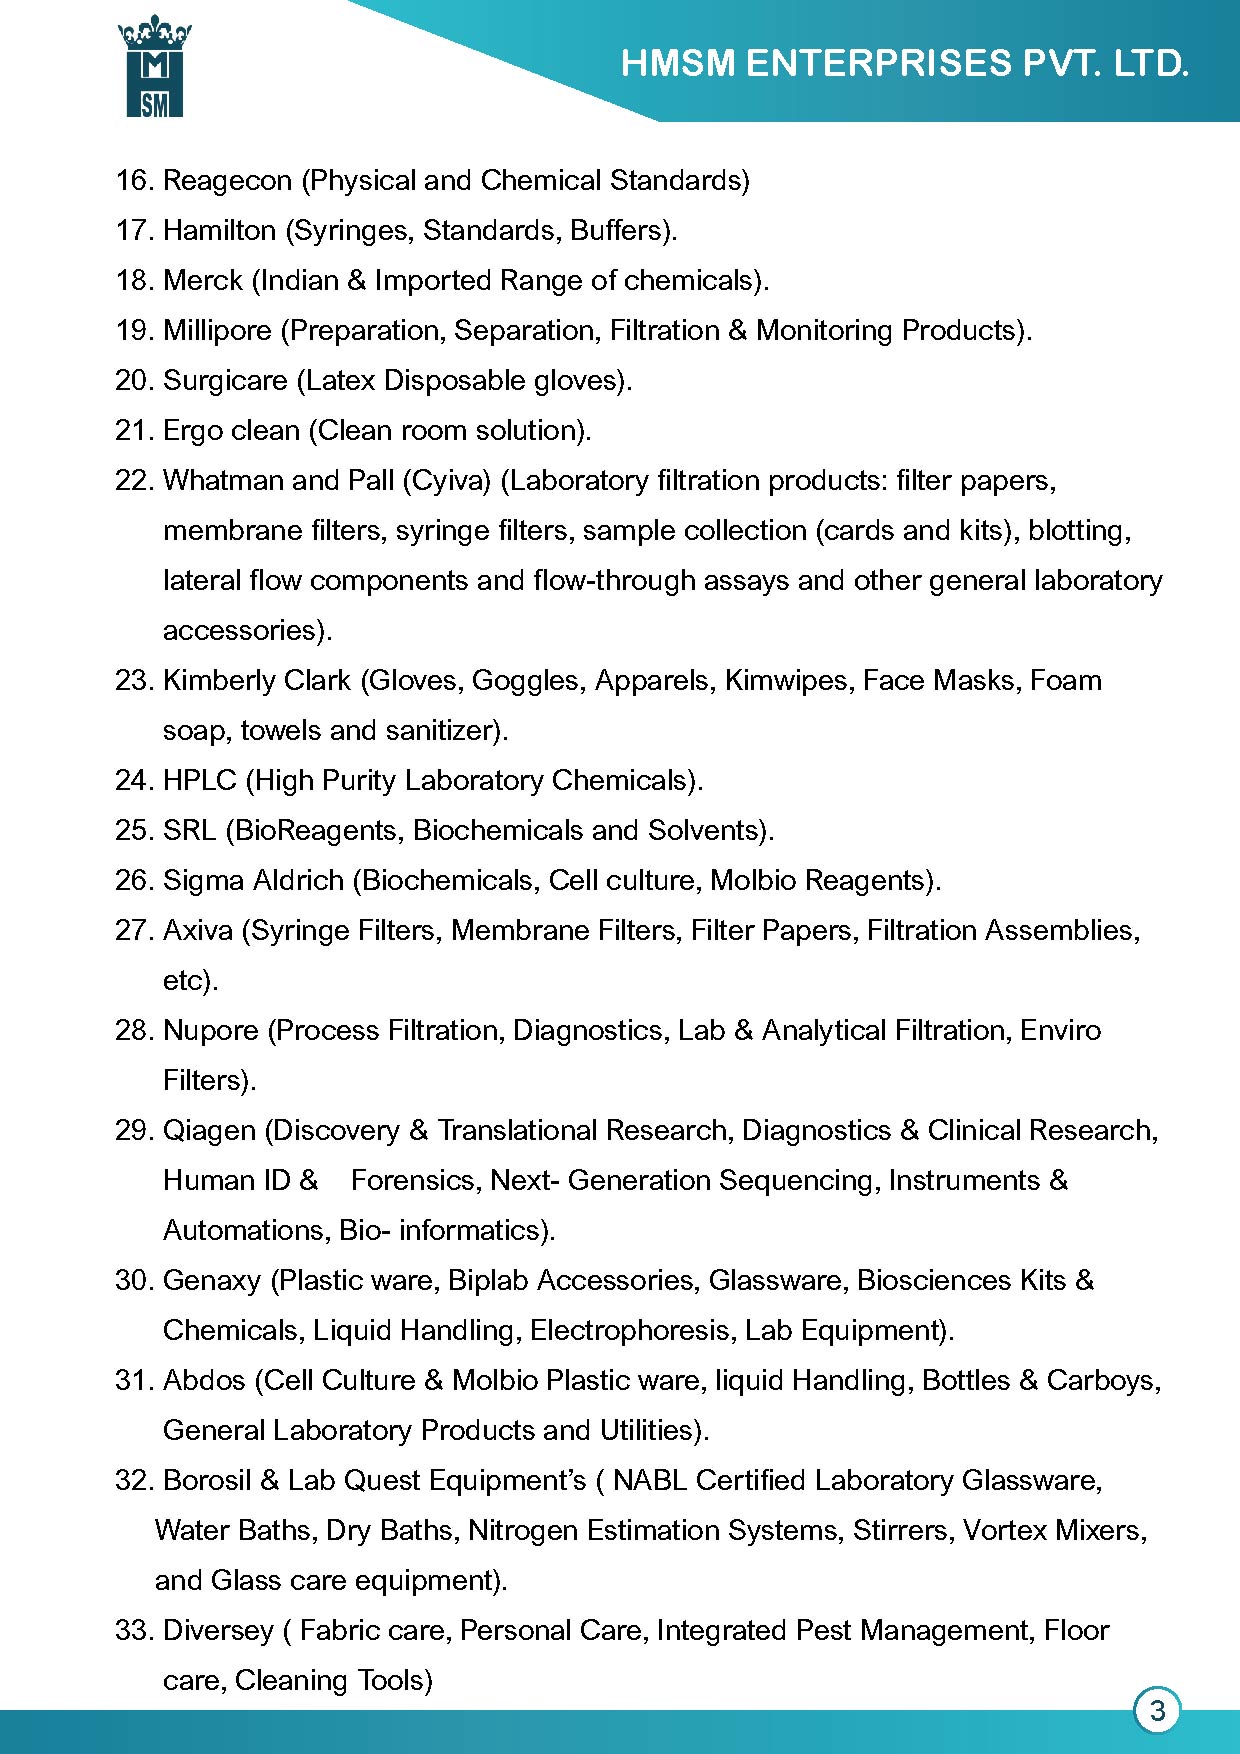 M
SM
HMSM ENTERPRISES PVT. LTD.
16. Reagecon (Physical and Chemical Standards)
17. Hamilton (Syringes, Standards, Buffers).
18. Merck (Indian & Imported Range of chemicals).
19. Millipore (Preparation, Separation, Filtration & Monitoring Products).
20. Surgicare (Latex Disposable gloves).
21. Ergo clean (Clean room solution).
22. Whatman and Pall (Cyiva) (Laboratory filtration products: filter papers,
membrane filters, syringe filters, sample collection (cards and kits), blotting,
lateral flow components and flow-through assays and other general laboratory
accessories).
23. Kimberly Clark (Gloves, Goggles, Apparels, Kimwipes, Face Masks, Foam
soap, towels and sanitizer).
24. HPLC (High Purity Laboratory Chemicals).
25. SRL (BioReagents, Biochemicals and Solvents).
26. Sigma Aldrich (Biochemicals, Cell culture, Molbio Reagents).
27. Axiva (Syringe Filters, Membrane Filters, Filter Papers, Filtration Assemblies,
etc).
28. Nupore (Process Filtration, Diagnostics, Lab & Analytical Filtration, Enviro
Filters).
29. Qiagen (Discovery & Translational Research, Diagnostics & Clinical Research,
Human ID & Forensics, Next- Generation Sequencing, Instruments &
Automations, Bio- informatics).
30. Genaxy (Plastic ware, Biplab Accessories, Glassware, Biosciences Kits &
Chemicals, Liquid Handling, Electrophoresis, Lab Equipment).
31. Abdos (Cell Culture & Molbio Plastic ware, liquid Handling, Bottles & Carboys,
General Laboratory Products and Utilities).
32. Borosil & Lab Quest Equipment’s ( NABL Certified Laboratory Glassware,
Water Baths, Dry Baths, Nitrogen Estimation Systems, Stirrers, Vortex Mixers,
and Glass care equipment).
33. Diversey ( Fabric care, Personal Care, Integrated Pest Management, Floor
care, Cleaning Tools)
3